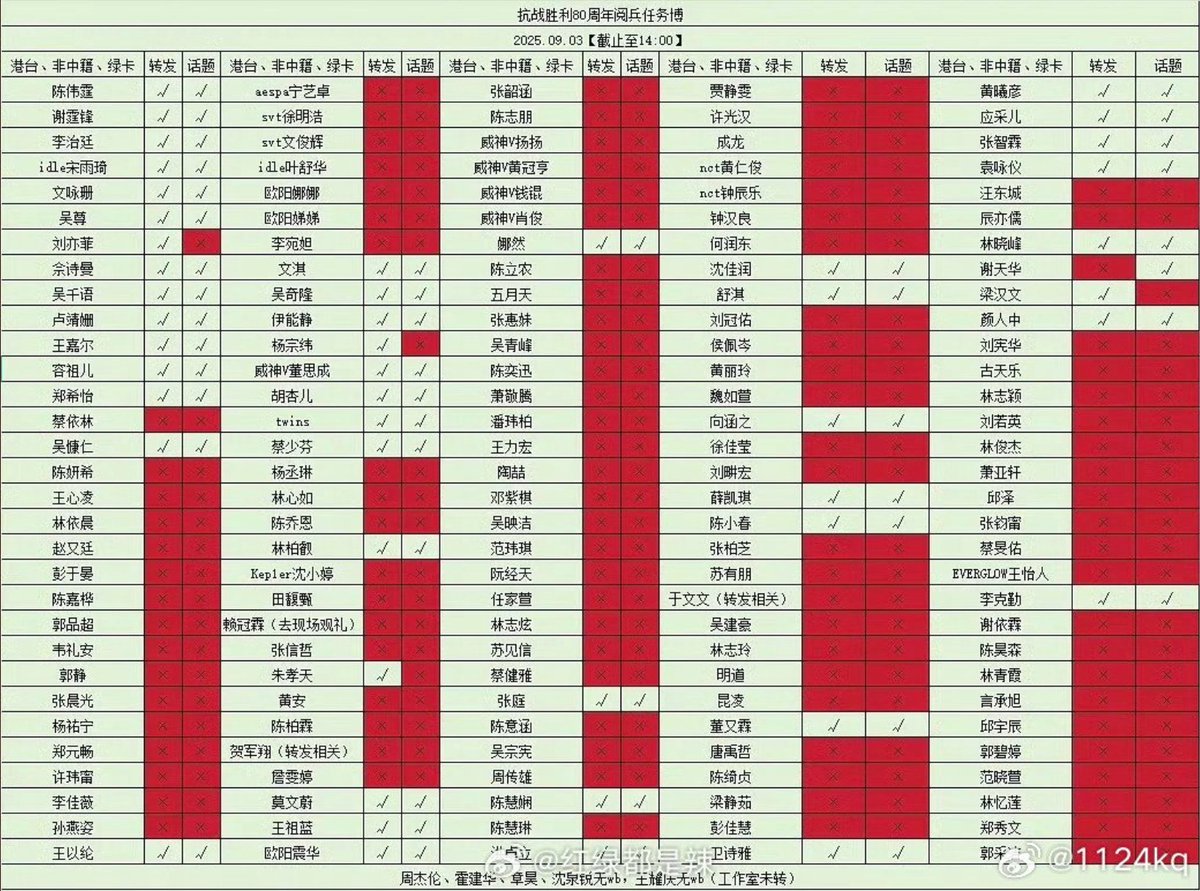 抗战胜利80周年阅兵任务博
2025.09.03【截止至14:00】
港台、非中籍、绿卡 转发 话题 港台、非中籍、绿卡 转发 话题 港台、非中籍、绿卡 转发 话题 港台、非中籍、绿卡 转发 话题 港台、非中籍、绿卡 转发 话题
陈伟霆 √ √ aespa宁艺卓 × × 张韶涵 × × 贾静雯 × × 黄曦彦 √ √
谢霆锋 √ √ svt徐明浩 × × 陈志朋 × × 许光汉 × × 应采儿 √ √
李治廷 √ √ svt文俊辉 × × 威神V扬扬 × × 成龙 × × 张智霖 √ √
idle宋雨琦 √ √ idle叶舒华 × × 威神V黄冠亨 × × nct黄仁俊 × × 袁咏仪 √ √
文咏珊 √ √ 欧阳娜娜 × × 威神V钱锟 × × nct钟辰乐 × × 汪东城 × ×
吴尊 √ √ 欧阳娣娣 × × 威神V肖俊 × × 钟汉良 × × 辰亦儒 × ×
刘亦菲 √ × 李宛妲 × × 娜然 √ √ 何润东 × × 林晓峰 √ √
佘诗曼 √ √ 文淇 √ √ 陈立农 × × 沈佳润 √ √ 谢天华 × √
吴千语 √ √ 吴奇隆 √ √ 五月天 × × 舒淇 √ √ 梁汉文 √ ×
卢靖姗 √ √ 伊能静 √ √ 张惠妹 × × 刘冠佑 × × 颜人中 √ √
王嘉尔 √ √ 杨宗纬 √ × 吴青峰 × × 侯佩岑 × × 刘宪华 × ×
容祖儿 √ √ 威神V董思成 √ √ 陈奕迅 × × 黄丽玲 × × 古天乐 × ×
郑希怡 √ √ 胡杏儿 √ √ 萧敬腾 × × 魏如萱 × × 林志颖 × ×
蔡依林 × × twins √ √ 潘玮柏 × × 向涵之 √ √ 刘若英 × ×
吴慷仁 √ √ 蔡少芬 √ √ 王力宏 × × 徐佳莹 × × 林俊杰 × ×
陈妍希 × × 杨丞琳 × × 陶喆 × × 刘畊宏 × × 萧亚轩 × ×
王心凌 × × 林心如 × × 邓紫棋 × × 薛凯琪 √ √ 邱泽 × ×
林依晨 × × 陈乔恩 × × 吴映洁 × × 陈小春 √ √ 张钧甯 × ×
赵又廷 × × 林柏叡 √ √ 范玮琪 × × 张柏芝 × × 蔡旻佑 × ×
彭于晏 × × Kep1er沈小婷 × × 阮经天 × × 苏有朋 × × EVERGLOW王怡人 × ×
陈嘉桦 × × 田馥甄 × × 任家萱 × × 于文文（转发相关） × × 李克勤 √ √
郭品超 × × 赖冠霖（去现场观礼） × × 林志炫 × × 吴建豪 × × 谢依霖 × ×
韦礼安 × × 张信哲 × × 苏见信 × × 林志玲 × × 陈昊森 × ×
郭静 × × 朱孝天 √ × 蔡健雅 × × 明道 × × 林青霞 × ×
张晨光 × × 黄安 × × 张庭 √ √ 昆凌 × × 言承旭 × ×
杨祐宁 × × 陈柏霖 × × 陈意涵 × × 董又霖 √ √ 邱宇辰 × ×
郑元畅 × × 贺军翔（转发相关） × × 吴宗宪 × × 唐禹哲 × × 郭碧婷 × ×
许玮甯 × × 詹雯婷 × × 周传雄 × × 陈绮贞 × × 范晓萱 × ×
李佳薇 × × 莫文蔚 √ √ 陈慧娴 √ √ 梁静茹 × × 林忆莲 × ×
孙燕姿 × × 王祖蓝 √ √ 陈慧琳 × × 彭佳慧 × × 郑秀文 × ×
王以纶 √ √ 欧阳震华 √ √ 洪卓立 卫诗雅 √ √ 郭采
周杰伦、霍建华、章昊、沈泉锐无wb，王耀庆无wb（工作室未转）
@红绿都是辣
@1124kq